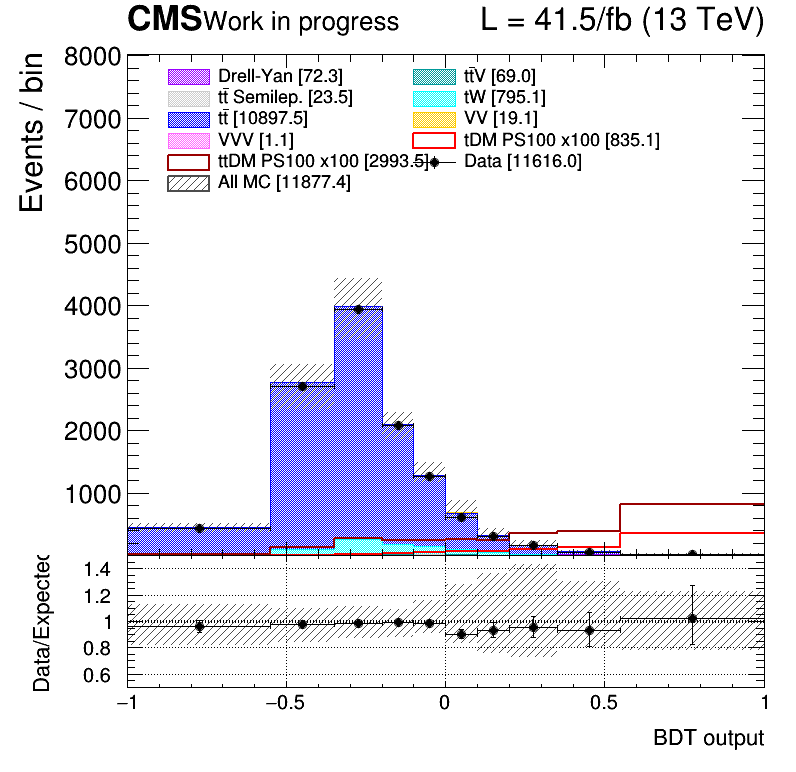 CMS Work in progress L = 41.5/fb (13 TeV)
Events / bin
8000
7000
6000
5000
4000
3000
2000
1000
Drell-Yan [72.3] tt̄V [69.0]
tt̄ Semilep. [23.5] tW [795.1]
tt̄ [10897.5] VV [19.1]
VVV [1.1] tDM PS100 x100 [835.1]
ttDM PS100 x100 [2993.5] Data [11616.0]
All MC [11877.4]
Data/Expected
1.4
1.2
1
0.8
0.6
−1 −0.5 0 0.5 1
BDT output